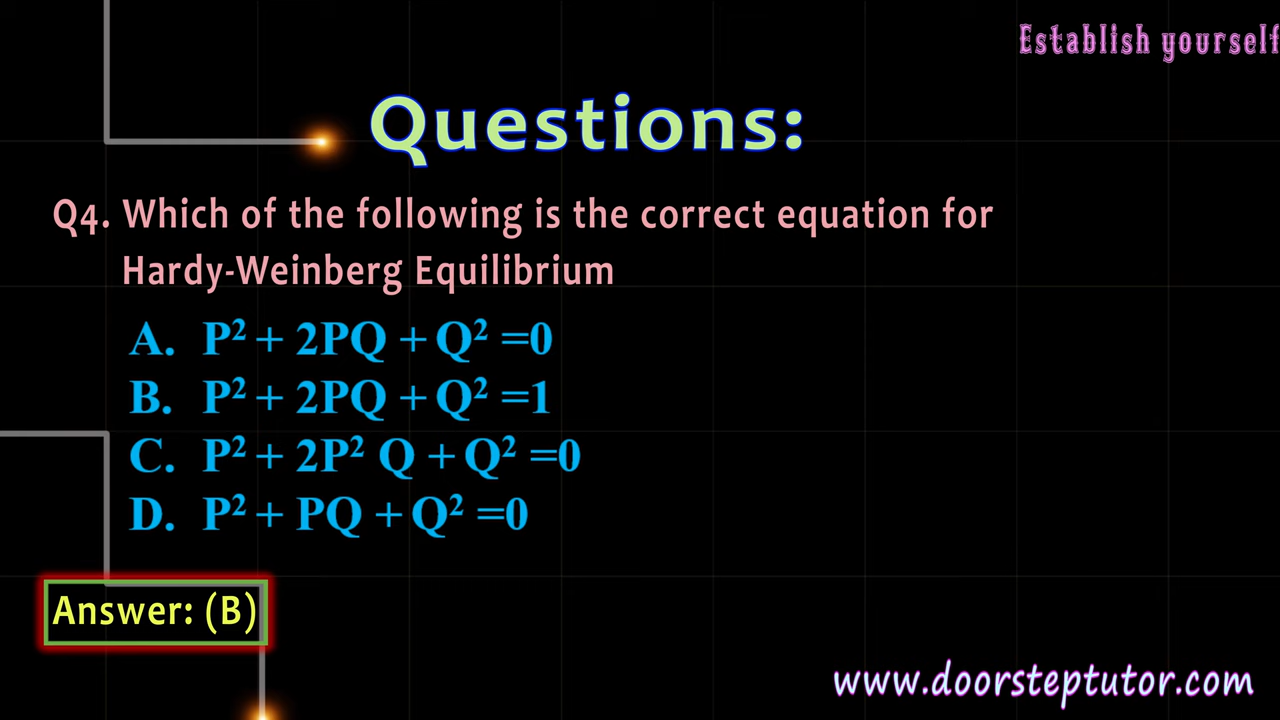 Establish yourself
Questions:
Q4. Which of the following is the correct equation for
Hardy-Weinberg Equilibrium
A. P² + 2PQ + Q² =0
B. P² + 2PQ + Q² =1
C. P² + 2P² Q + Q² =0
D. P² + PQ + Q² =0
Answer: (B)
www.doorsteptutor.com